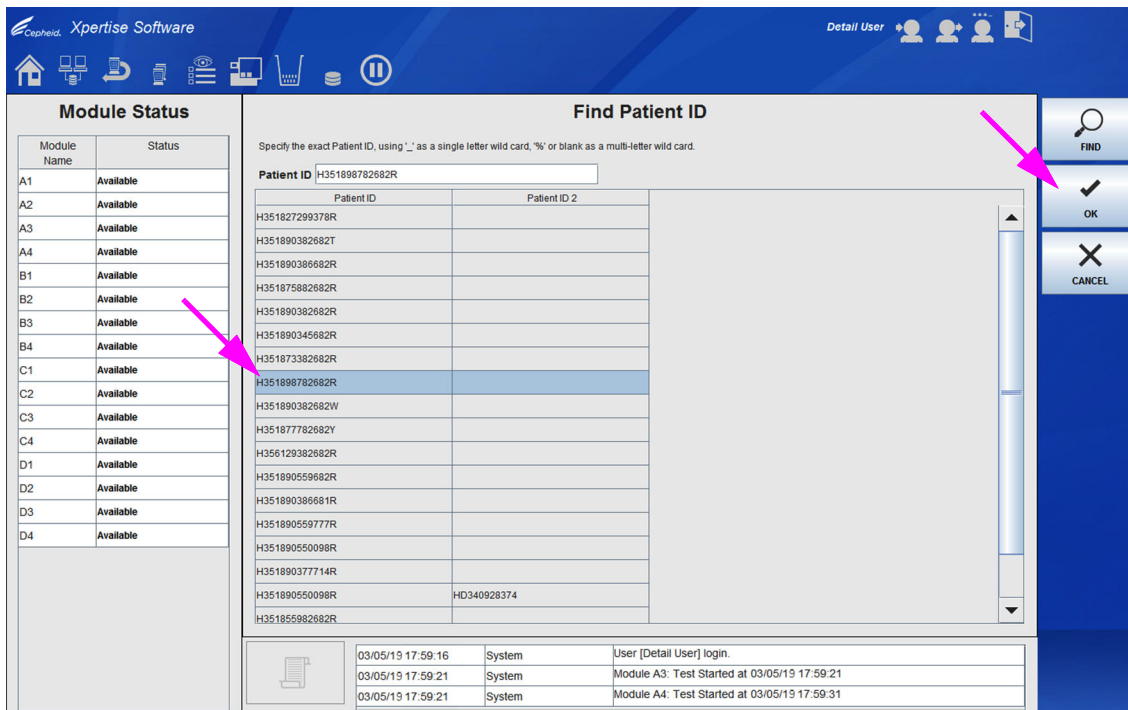 Cepheid. Xpertise Software
Detail User
Module Status
Module Name Status
A1 Available
A2 Available
A3 Available
A4 Available
B1 Available
B2 Available
B3 Available
B4 Available
C1 Available
C2 Available
C3 Available
C4 Available
D1 Available
D2 Available
D3 Available
D4 Available
Find Patient ID
Specify the exact Patient ID, using '_' as a single letter wild card, '%' or blank as a multi-letter wild card.
Patient ID H351898782682R
Patient ID Patient ID 2
H351827299378R
H351890382682T
H351890386682R
H351875882682R
H351890382682R
H351890345682R
H351873382682R
H351898782682R
H351890382682W
H351877782682Y
H356129382682R
H351890559682R
H351890386681R
H351890559777R
H351890550098R
H351890377714R
H351890550098R HD340928374
H351855982682R
FIND
OK
CANCEL
03/05/19 17:59:16 System User [Detail User] login.
03/05/19 17:59:21 System Module A3: Test Started at 03/05/19 17:59:21
03/05/19 17:59:21 System Module A4: Test Started at 03/05/19 17:59:31